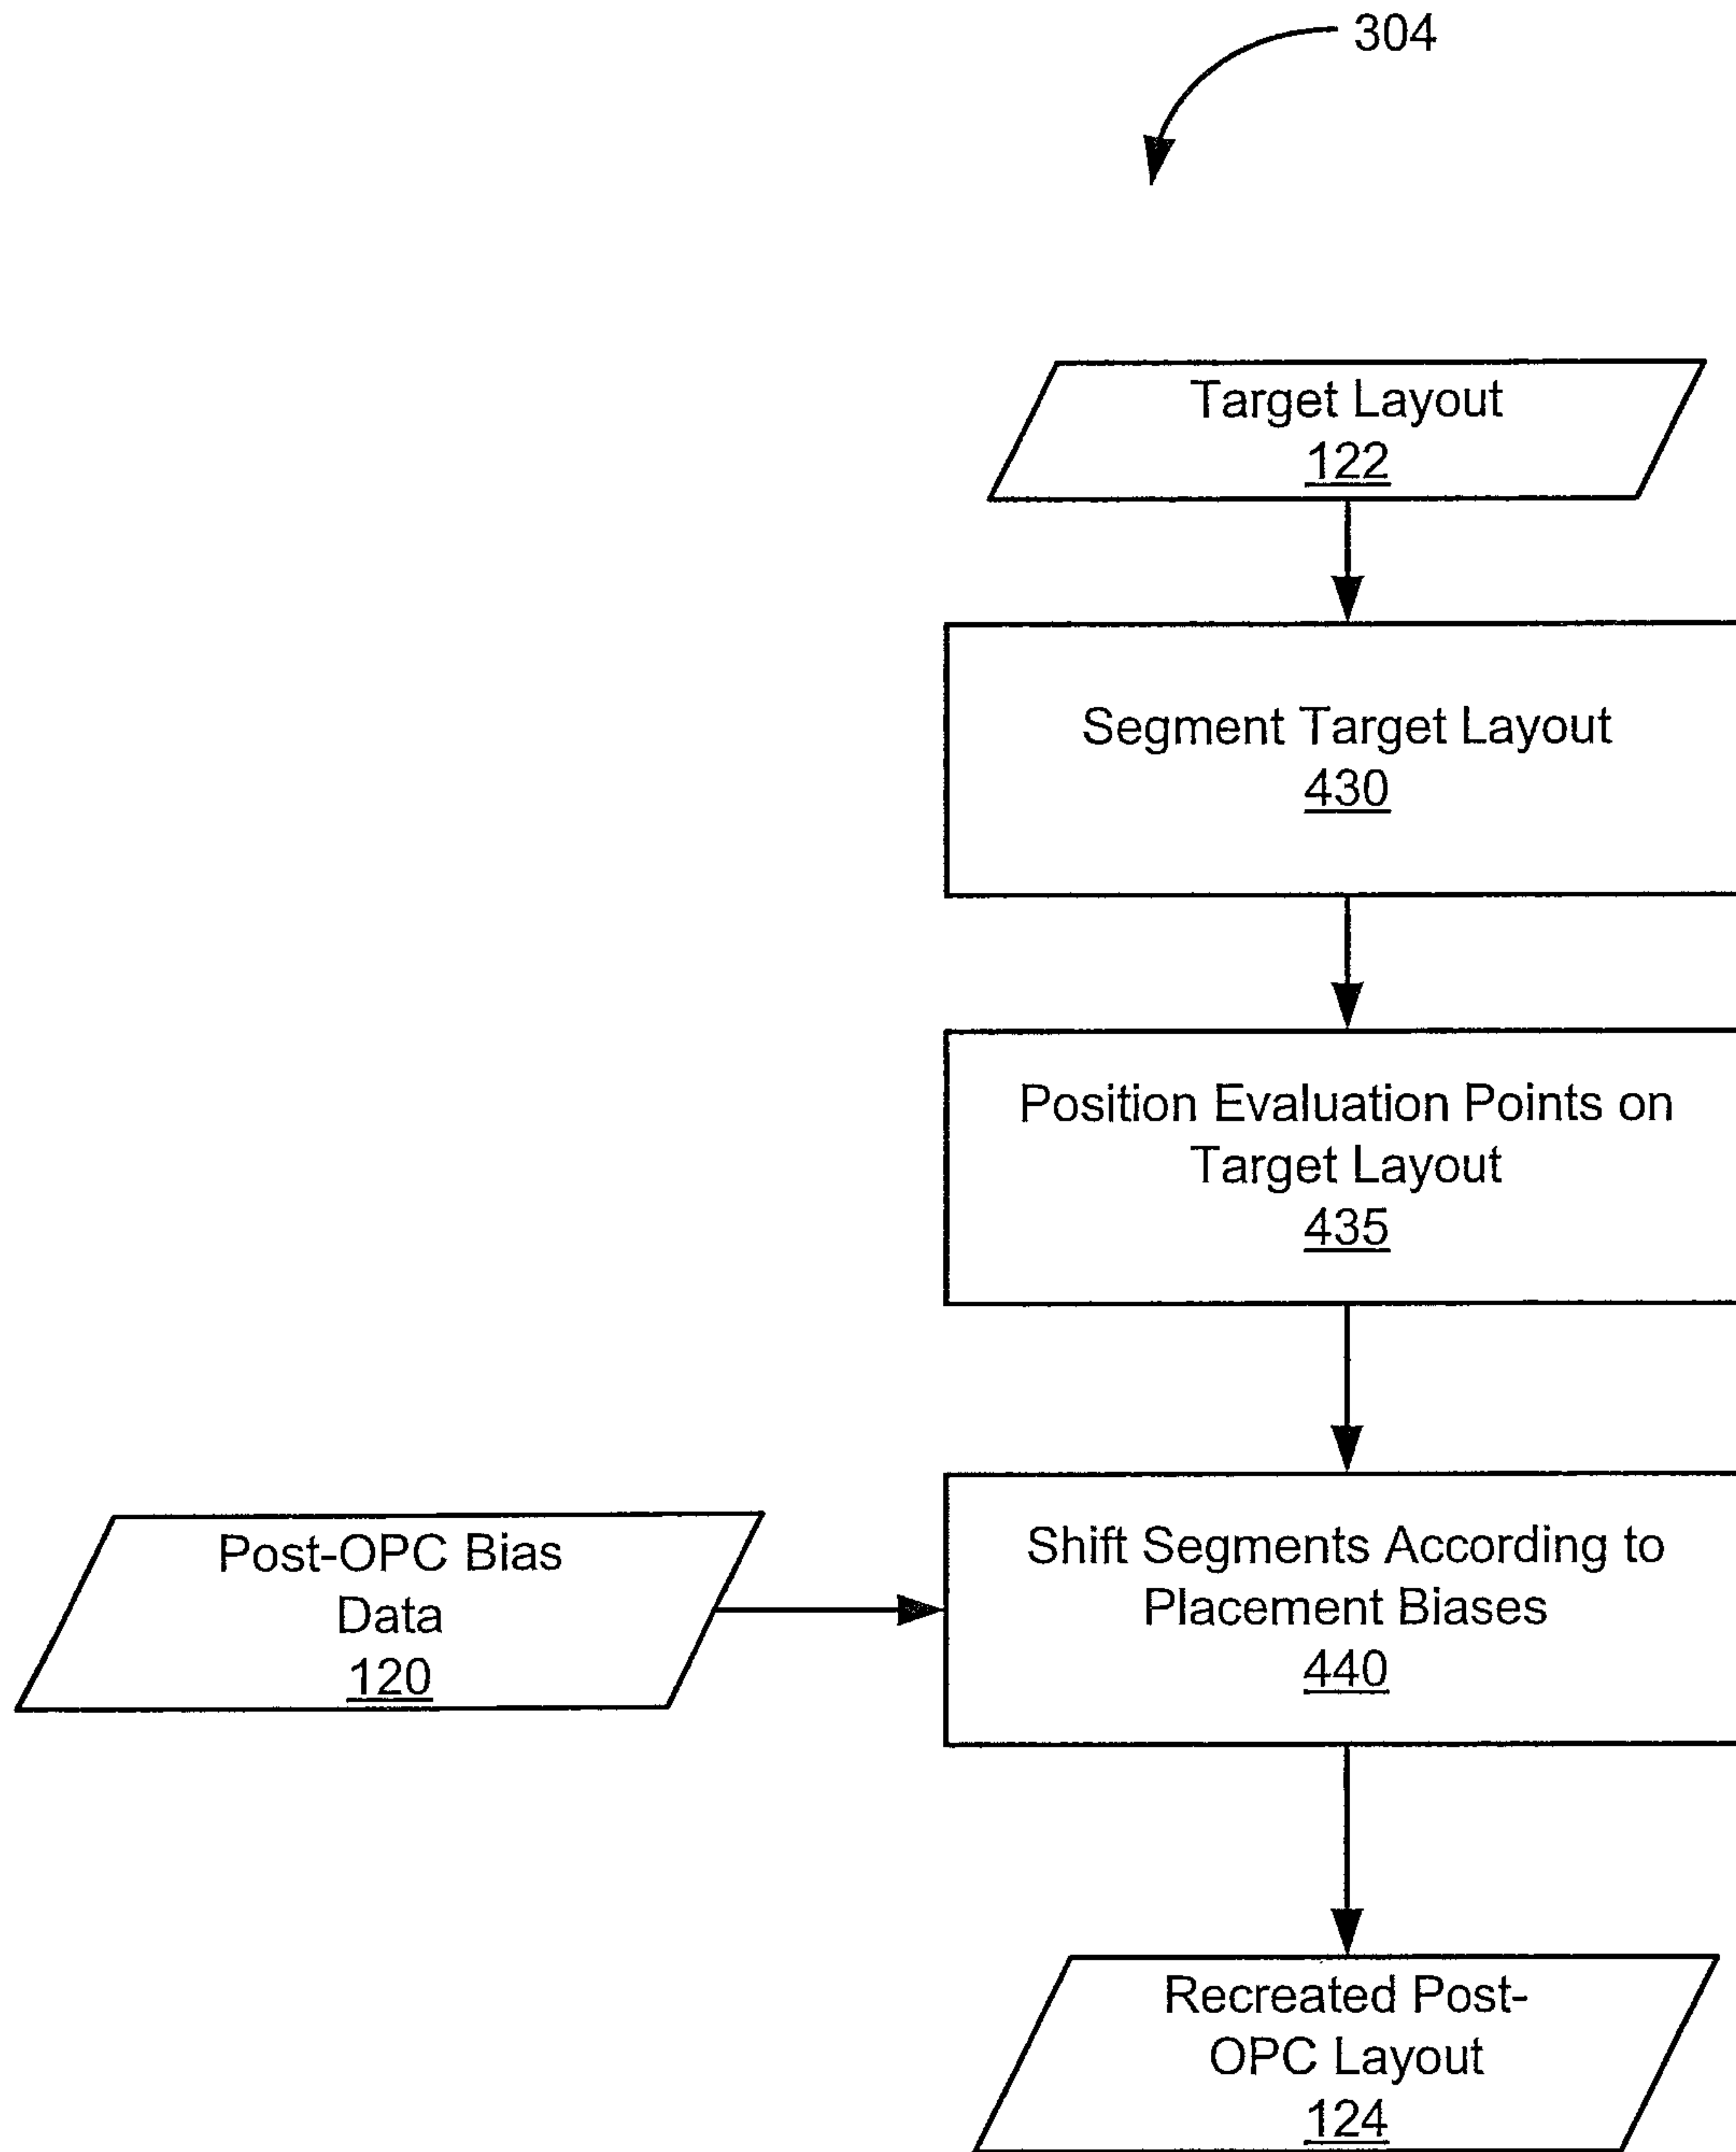 304
Target Layout
122
Segment Target Layout
430
Position Evaluation Points on
Target Layout
435
Post-OPC Bias
Data
120
Shift Segments According to
Placement Biases
440
Recreated Post-
OPC Layout
124